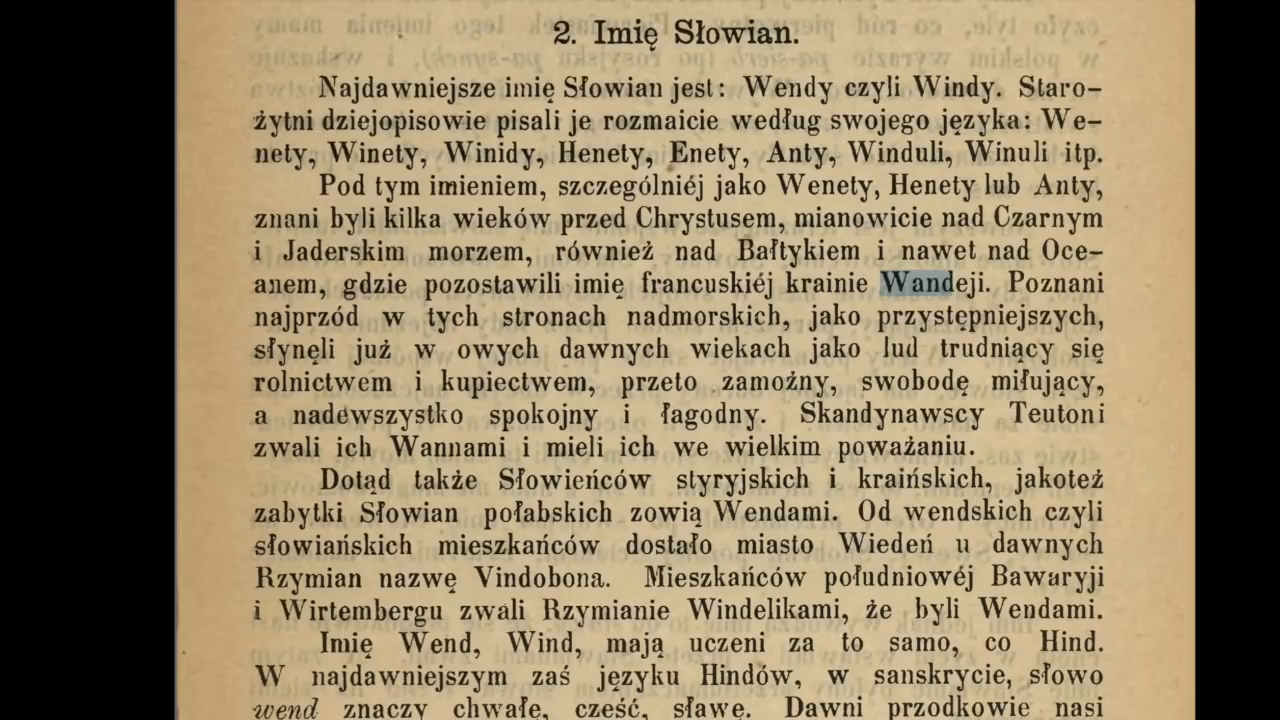 2. Imię Słowian.
Najdawniejsze imię Słowian jest: Wendy czyli Windy. Staro-
żytni dziejopisowie pisali je rozmaicie według swojego języka: We-
nety, Winety, Winidy, Henety, Enety, Anty, Winduli, Winuli itp.
Pod tym imieniem, szczególniéj jako Wenety, Henety lub Anty,
znani byli kilka wieków przed Chrystusem, mianowicie nad Czarnym
i Jaderskim morzem, również nad Bałtykiem i nawet nad Oce-
anem, gdzie pozostawili imię francuskiéj krainie Wandeji. Poznani
najprzód w tych stronach nadmorskich, jako przystępniejszych,
słynęli już w owych dawnych wiekach jako lud trudniący się
rolnictwem i kupiectwem, przeto zamożny, swobodę miłujący,
a nadewszystko spokojny i łagodny. Skandynawscy Teutoni
zwali ich Wannami i mieli ich we wielkim poważaniu.
Dotąd także Słowieńców styryjskich i kraińskich, jakoteż
zabytki Słowian połabskich zowią Wendami. Od wendskich czyli
słowiańskich mieszkańców dostało miasto Wiedeń u dawnych
Rzymian nazwę Vindobona. Mieszkańców południowéj Bawaryji
i Wirtembergu zwali Rzymianie Windelikami, że byli Wendami.
Imię Wend, Wind, mają uczeni za to samo, co Hind.
W najdawniejszym zaś języku Hindów, w sanskrycie, słowo
wend znaczy chwałę, cześć, sławę. Dawni przodkowie nasi